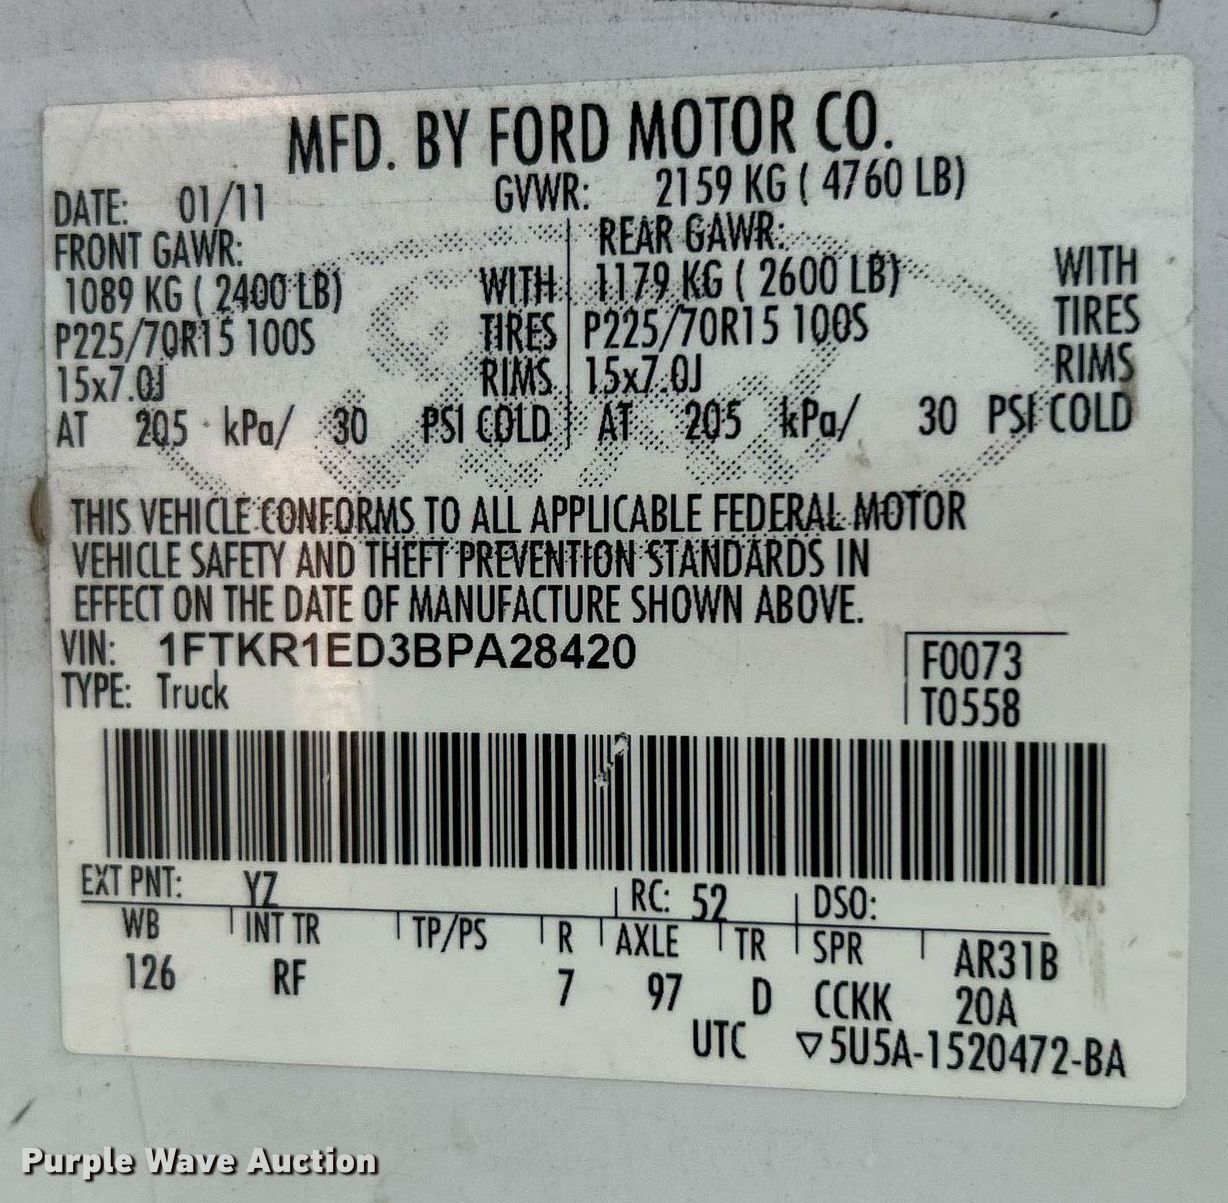 MFD. BY FORD MOTOR CO.
DATE: 01/11 GVWR: 2159 KG ( 4760 LB)
FRONT GAWR: REAR GAWR:
1089 KG ( 2400 LB) WITH 1179 KG ( 2600 LB) WITH
P225/70R15 100S TIRES P225/70R15 100S TIRES
15x7.0J RIMS 15x7.0J RIMS
AT 205 kPa/ 30 PSI COLD AT 205 kPa/ 30 PSI COLD
THIS VEHICLE CONFORMS TO ALL APPLICABLE FEDERAL MOTOR
VEHICLE SAFETY AND THEFT PREVENTION STANDARDS IN
EFFECT ON THE DATE OF MANUFACTURE SHOWN ABOVE.
VIN: 1FTKR1ED3BPA28420 F0073
TYPE: Truck T0558
EXT PNT: YZ RC: 52 DSO:
WB INT TR TP/PS R AXLE TR SPR AR31B
126 RF 7 97 D CCKK 20A
UTC ▽5U5A-1520472-BA
Purple Wave Auction